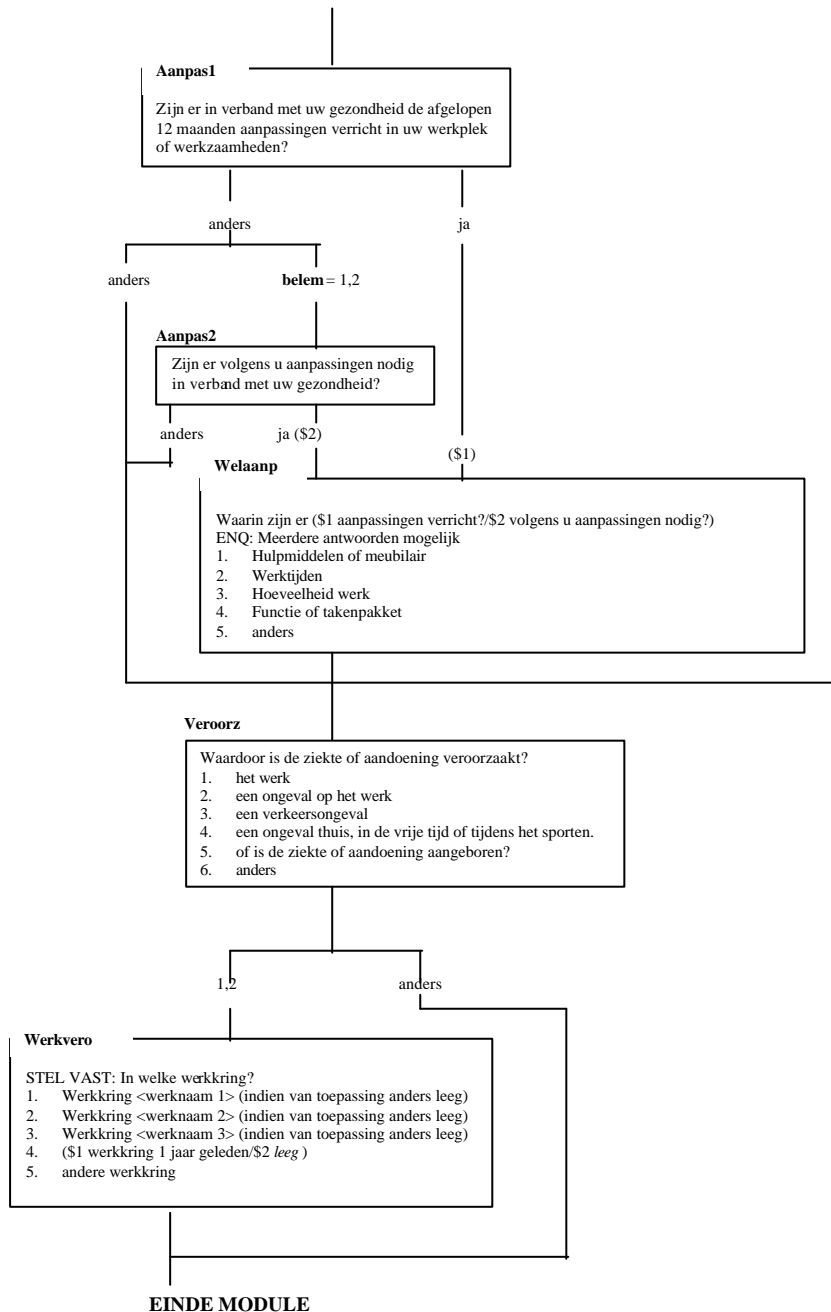 Aanpas1
Zijn er in verband met uw gezondheid de afgelopen
12 maanden aanpassingen verricht in uw werkplek
of werkzaamheden?
anders
ja
anders
belem = 1,2
Aanpas2
Zijn er volgens u aanpassingen nodig
in verband met uw gezondheid?
anders
ja ($2)
($1)
Welaanp
Waarin zijn er ($1 aanpassingen verricht?/$2 volgens u aanpassingen nodig?)
ENQ: Meerdere antwoorden mogelijk
1. Hulpmiddelen of meubilair
2. Werktijden
3. Hoeveelheid werk
4. Functie of takenpakket
5. anders
Veroorz
Waardoor is de ziekte of aandoening veroorzaakt?
1. het werk
2. een ongeval op het werk
3. een verkeersongeval
4. een ongeval thuis, in de vrije tijd of tijdens het sporten.
5. of is de ziekte of aandoening aangeboren?
6. anders
1,2
anders
Werkvero
STEL VAST: In welke werkkring?
1. Werkkring <werknaam 1> (indien van toepassing anders leeg)
2. Werkkring <werknaam 2> (indien van toepassing anders leeg)
3. Werkkring <werknaam 3> (indien van toepassing anders leeg)
4. ($1 werkkring 1 jaar geleden/$2 leeg )
5. andere werkkring
EINDE MODULE